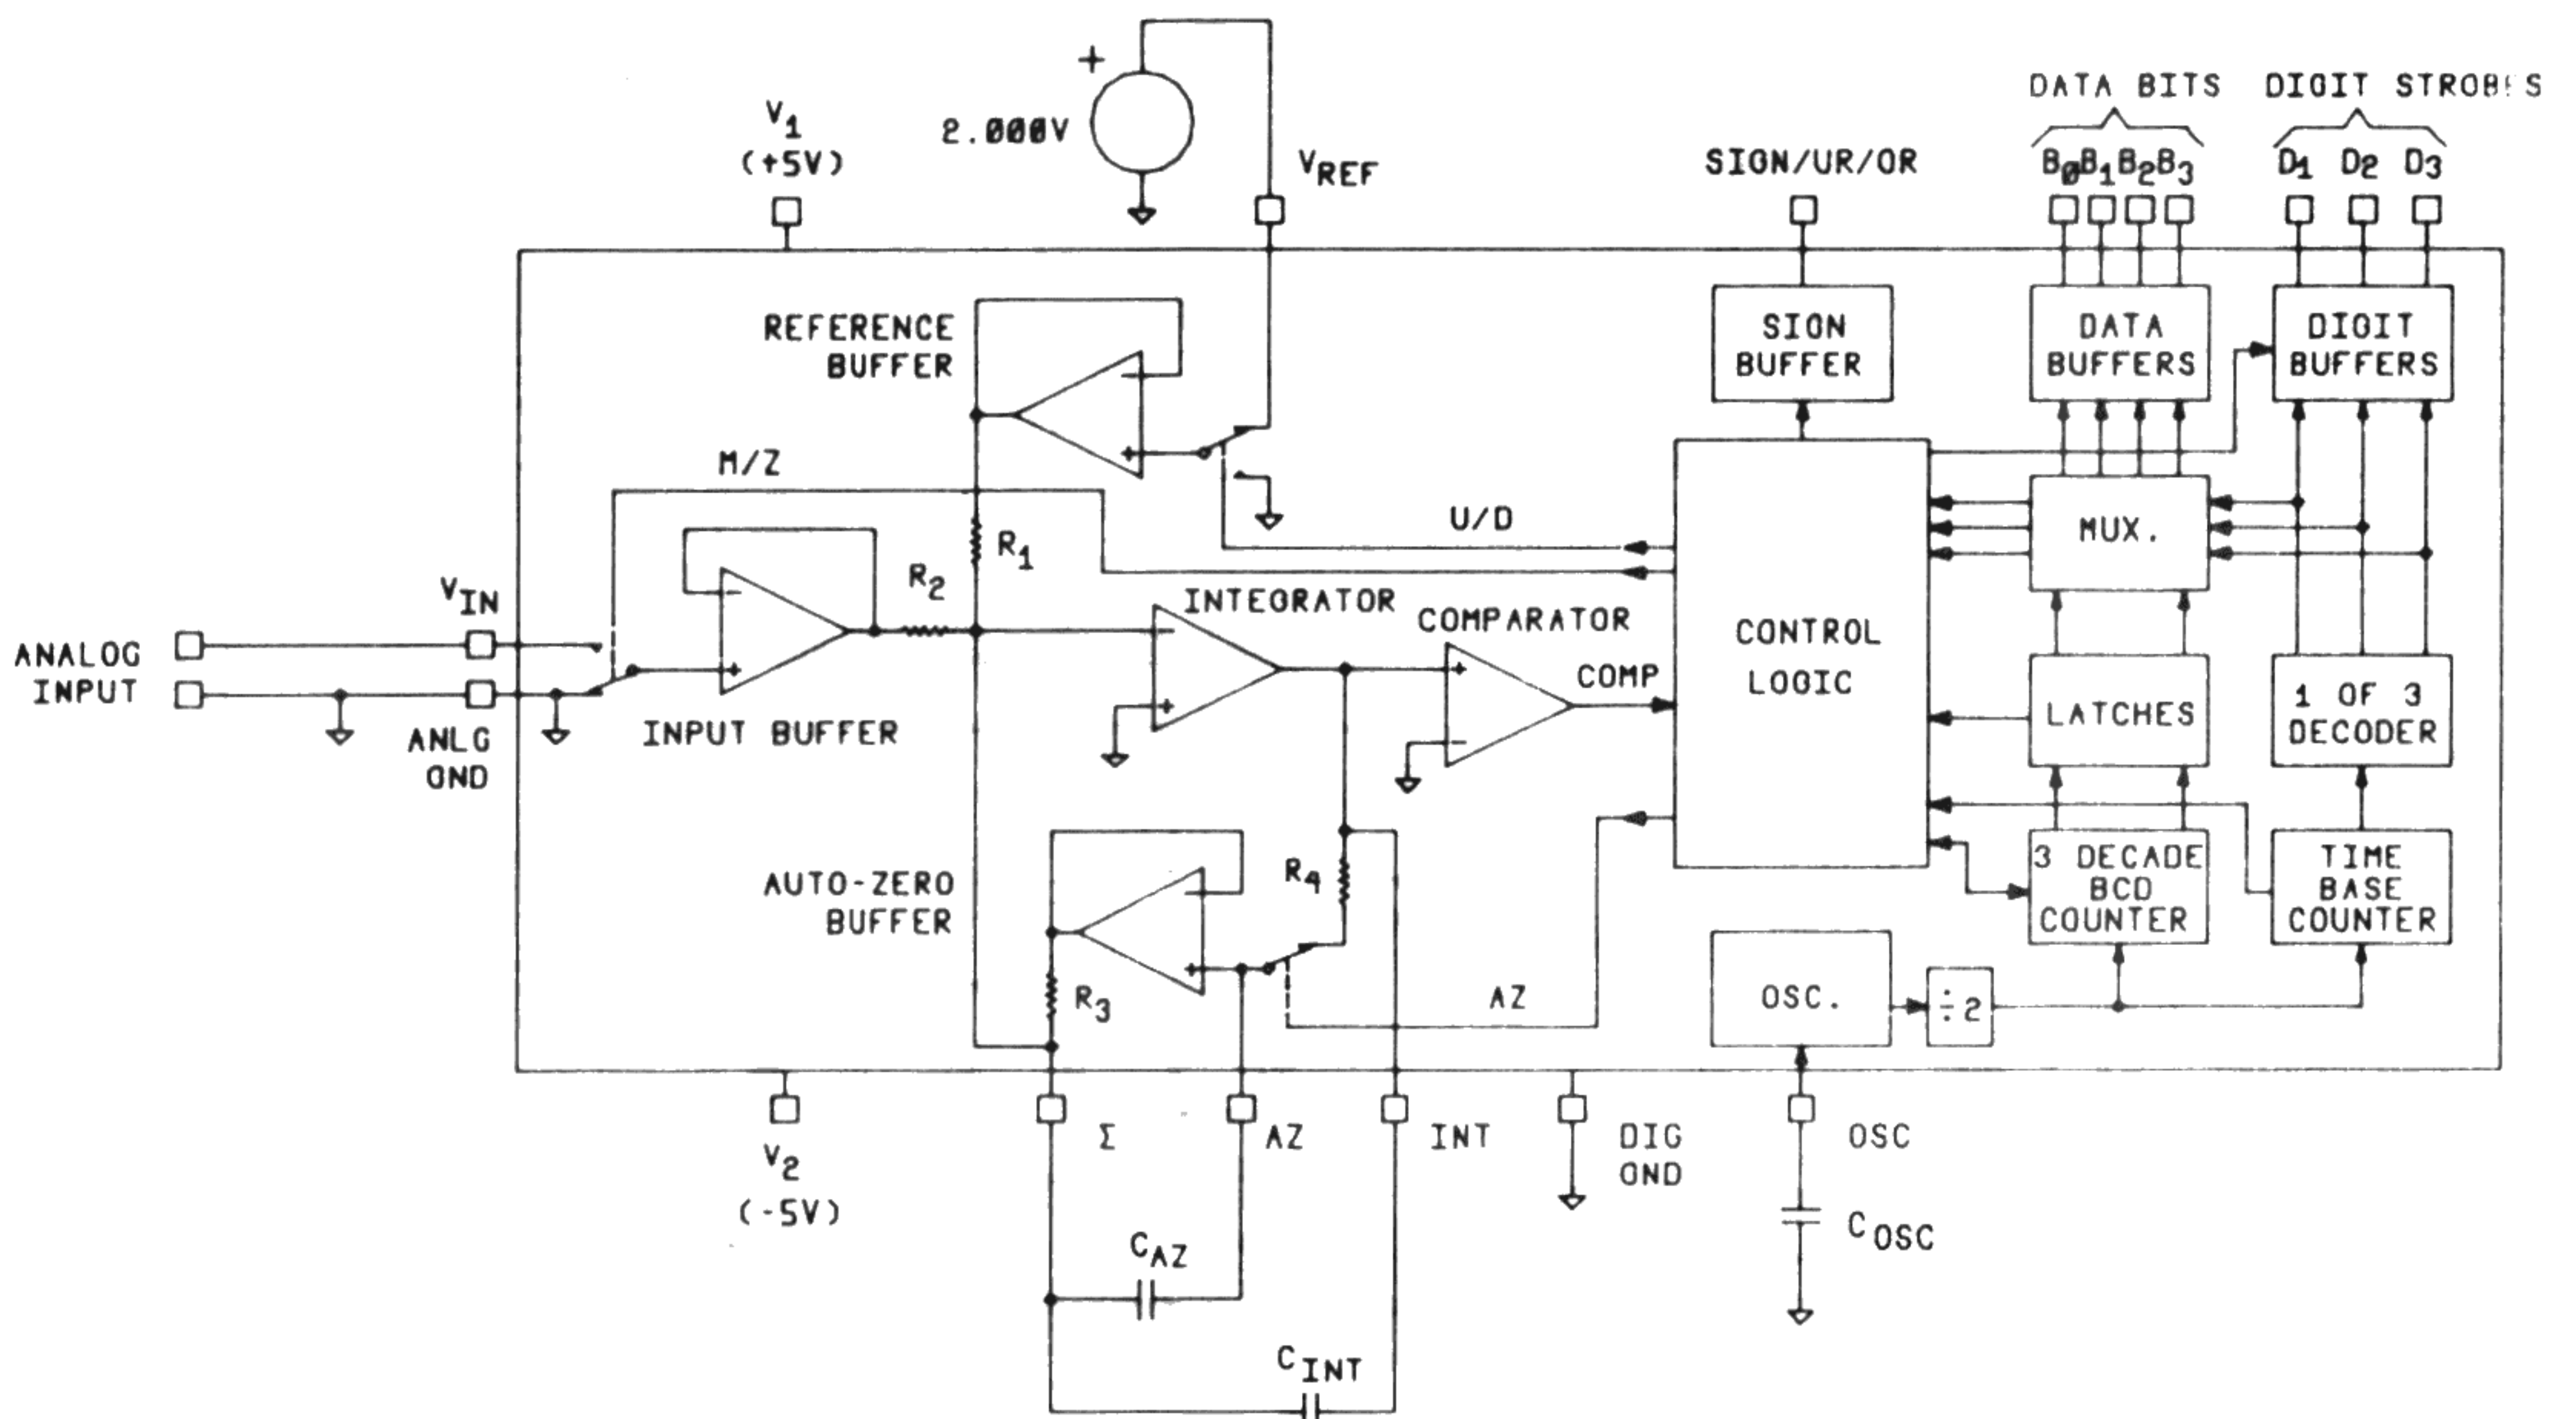 DATA BITS
DIGIT STROBES
+
2.000V
V1
(+5V)
VREF
SIGN/UR/OR
B0 B1 B2 B3
D1 D2 D3
REFERENCE
BUFFER
-
+
SIGN
BUFFER
DATA
BUFFERS
DIGIT
BUFFERS
M/Z
U/D
R1
R2
MUX.
VIN
ANALOG
INPUT
ANLG
GND
-
+
INPUT BUFFER
INTEGRATOR
-
+
COMPARATOR
+
-
COMP
CONTROL
LOGIC
LATCHES
1 OF 3
DECODER
AUTO-ZERO
BUFFER
-
+
R3
R4
AZ
3 DECADE
BCD
COUNTER
TIME
BASE
COUNTER
OSC.
÷2
V2
(-5V)
Σ
AZ
INT
DIG
GND
OSC
COSC
CAZ
CINT